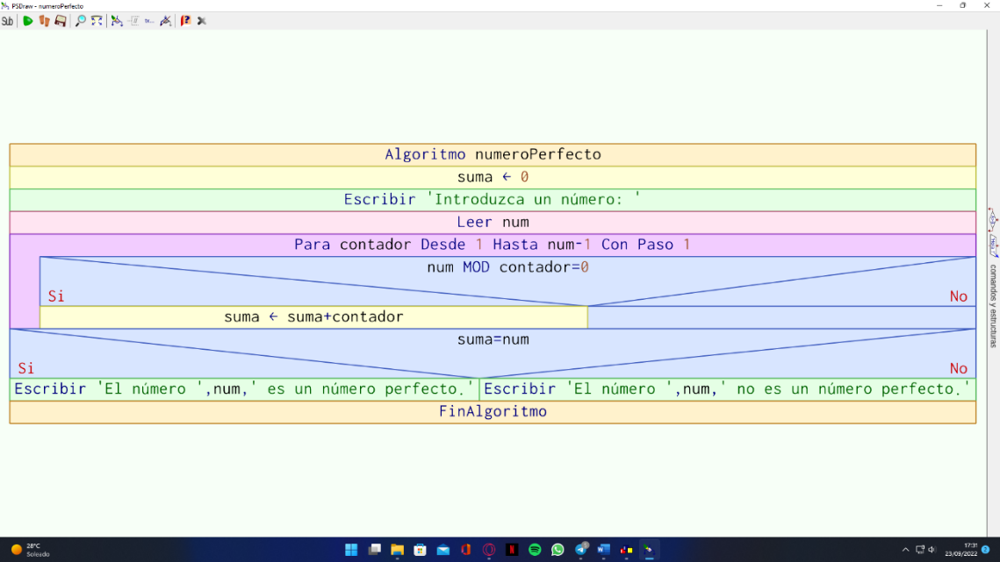 PSDraw - numeroPerfecto
Sub
Algoritmo numeroPerfecto
suma ← 0
Escribir 'Introduzca un número: '
Leer num
Para contador Desde 1 Hasta num-1 Con Paso 1
num MOD contador=0
Si
No
suma ← suma+contador
suma=num
Si
No
Escribir 'El número ',num,' es un número perfecto.'
Escribir 'El número ',num,' no es un número perfecto.'
FinAlgoritmo
comandos y estructuras
28°C
Soleado
17:31
23/09/2022